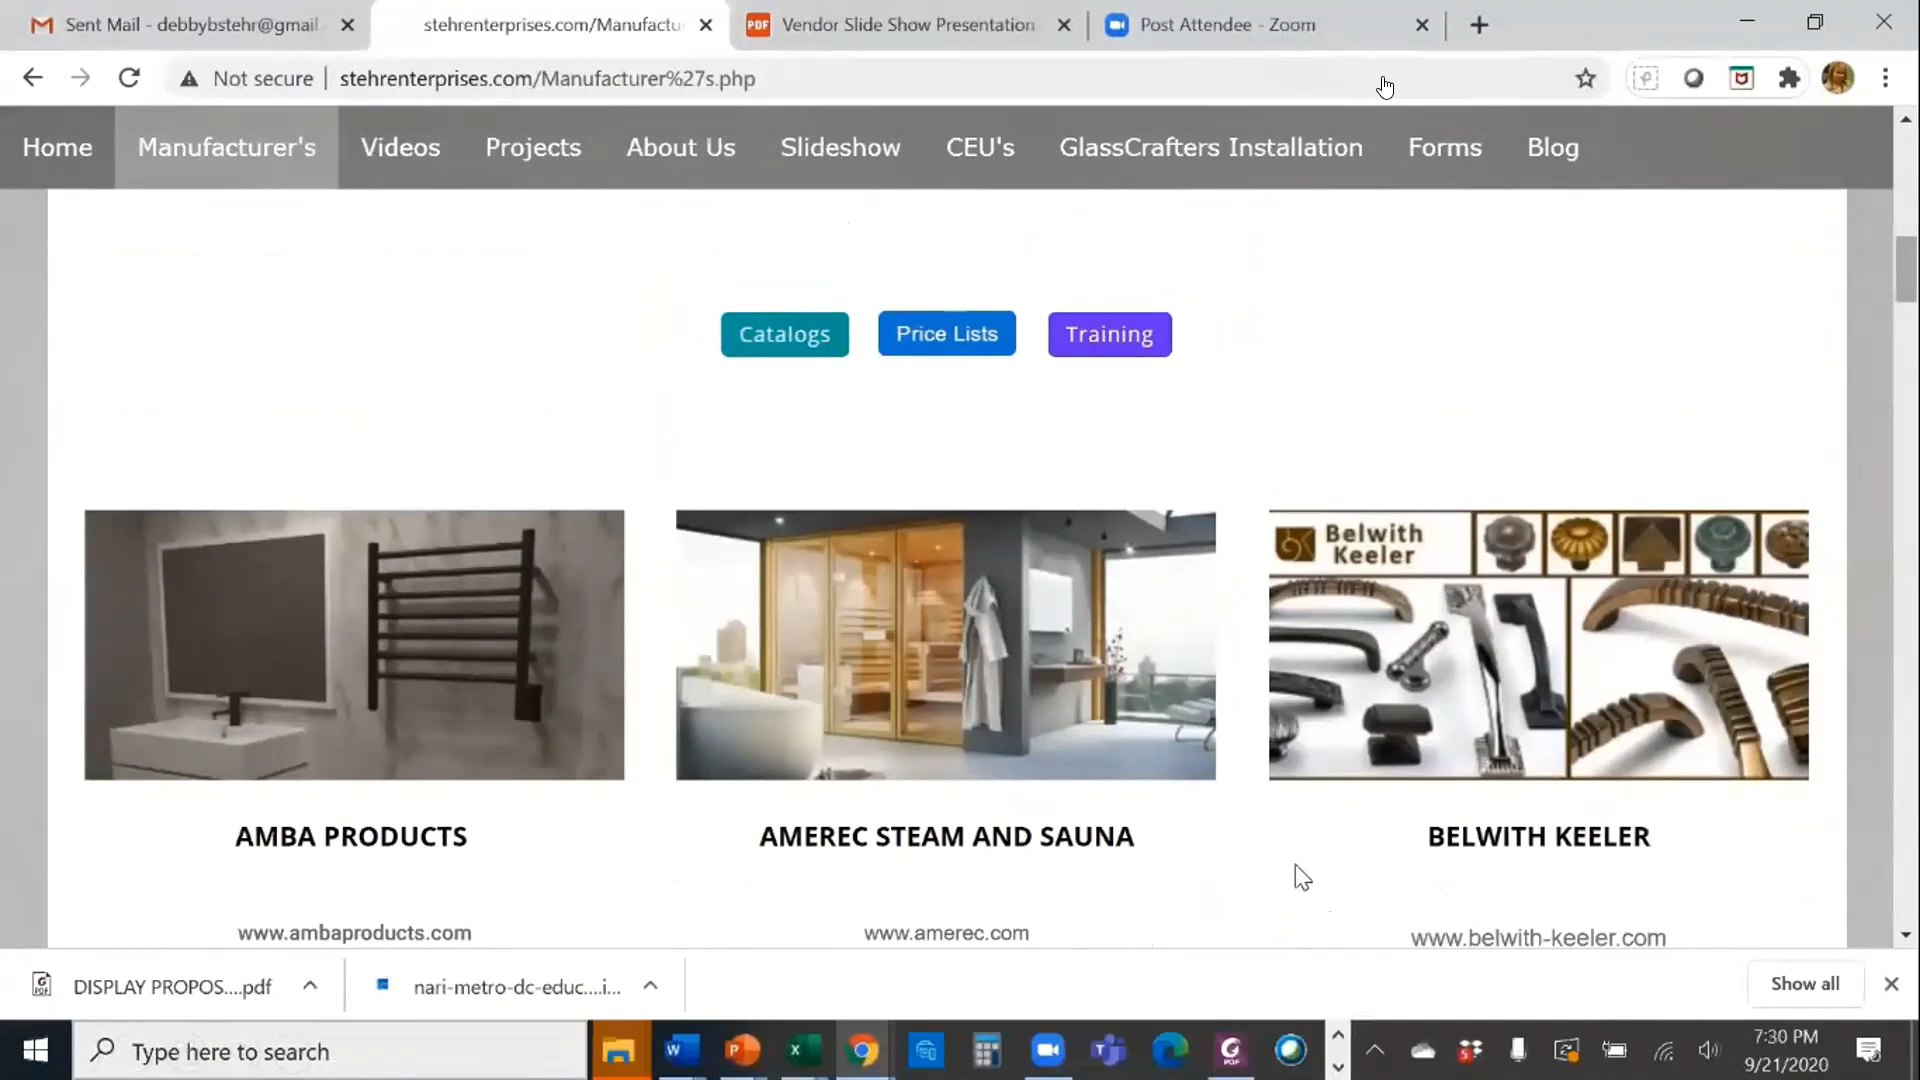 Sent Mail - debbybstehr@gmail.
stehrenterprises.com/Manufactur
PDF
Vendor Slide Show Presentation
Post Attendee - Zoom
Not secure
stehrenterprises.com/Manufacturer%27s.php
Home
Manufacturer's
Videos
Projects
About Us
Slideshow
CEU's
GlassCrafters Installation
Forms
Blog
Catalogs
Price Lists
Training
Belwith
Keeler
AMBA PRODUCTS
AMEREC STEAM AND SAUNA
BELWITH KEELER
www.ambaproducts.com
www.amerec.com
www.belwith-keeler.com
DISPLAY PROPOS....pdf
nari-metro-dc-educ....i...
Show all
Type here to search
7:30 PM
9/21/2020